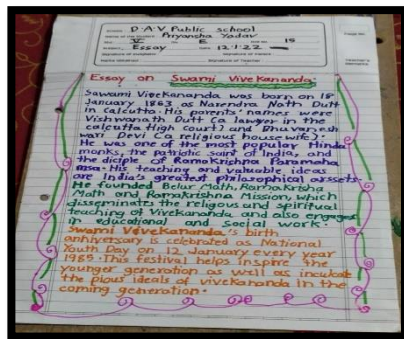 D.A.V Public school
Priyansha Yadav
V E 15
Subject Essay Date 12/1/22
Essay on Swami Vivekananda:
Sawami Vivekananda was born on 18
January 1863 as Narendra Nath Dutt
in Calcutta. His parents' namer were
Vishwanath Dutt (a lawyer in the
calcutta High court) and Bhuvanesh
wari Devi (a religious housewife).
He was one of the most popular Hindu
monks, the patriotic saint of India, and
the diciple of Ramakrishna Paramaha
msa. His teaching and valuable ideas
are India's greatest philosophical assets.
He founded Belur Math, Ramakrishna
Math and Ramakrishna Mission, which
disseminates the religious and spiritual
teaching of Vivekananda, and also engages
in educational and social work.
Swami Vivekananda's birth
anniversary is celebrated as National
Youth Day on 12 January every year
1985. This festival helps inspire the
younger generation as well as inculcate
the pious ideals of vivekananda in the
coming generation.